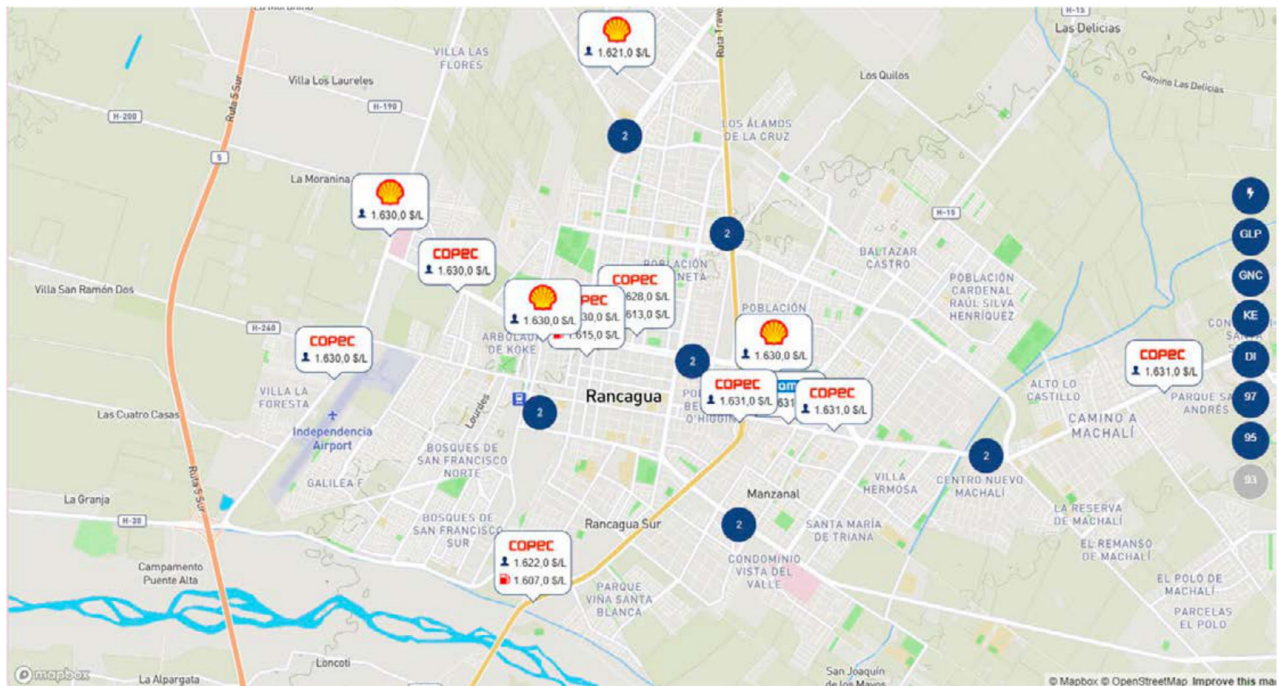 La Moranina
H-15
Las Delicias
1.621,0 $/L
Ruta Trave
VILLA LAS
FLORES
Villa Los Laureles
H-190
H-200
Ruta 5 Sur
Los Quilos
Camino Las Delicias
2
LOS ÁLAMOS
DE LA CRUZ
5
La Moranina
1.630,0 $/L
H-15
GLP
2
copec
1.630,0 $/L
BALTAZAR
CASTRO
POBLACIÓN
CARDENAL
RAÚL SILVA
HENRÍQUEZ
GNC
Villa San Ramón Dos
POBLACIÓN
copec
628,0 $/L
613,0 $/L
1.630,0 $/L
1.615,0 $/L
POBLACIÓN
KE
H-260
ARBOLEDA
DE KOKE
1.630,0 $/L
copec
1.630,0 $/L
2
DI
copec
1.631,0 $/L
VILLA LA
FORESTA
Rancagua
copec
1.631,0 $/L
copec
1.631,0 $/L
ALTO LO
CASTILLO
PARQUE
ANDRÉS
97
Las Cuatro Casas
Lourdes
2
O'HIGGINS
CAMINO A
MACHALÍ
Independencia
Airport
95
BOSQUES DE
SAN FRANCISCO
NORTE
2
GALILEA
VILLA
HERMOSA
CENTRO NUEVO
MACHALÍ
93
Ruta 5 Sur
La Granja
H-30
Manzanal
LA RESERVA
DE MACHALÍ
BOSQUES DE
SAN FRANCISCO
SUR
Rancagua Sur
2
SANTA MARÍA
DE TRIANA
EL REMANSO
DE MACHALÍ
copec
1.622,0 $/L
1.607,0 $/L
Campamento
Puente Alta
CONDOMINIO
VISTA DEL
VALLE
EL POLO DE
MACHALÍ
PARQUE
VIÑA SANTA
BLANCA
PARCELAS
EL POLO
Loncoti
San Joaquín
de los Mayos
mapbox
La Alpargata
© Mapbox © OpenStreetMap Improve this ma